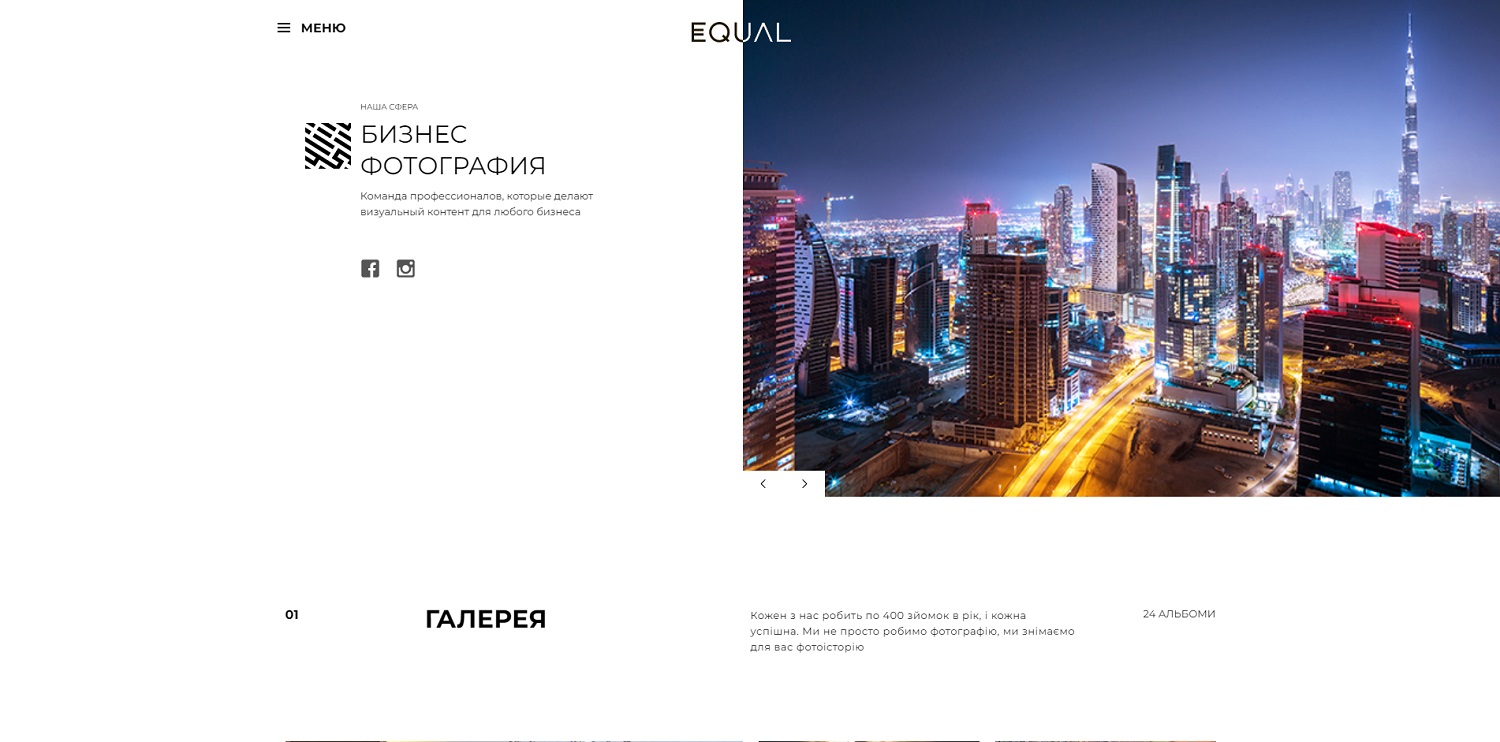 МЕНЮ
EQUAL
НАША СФЕРА
БИЗНЕС
ФОТОГРАФИЯ
Команда профессионалов, которые делают
визуальный контент для любого бизнеса
01
ГАЛЕРЕЯ
Кожен з нас робить по 400 зйомок в рік, і кожна
успішна. Ми не просто робимо фотографію, ми знімаємо
для вас фотоісторію
24 АЛЬБОМИ